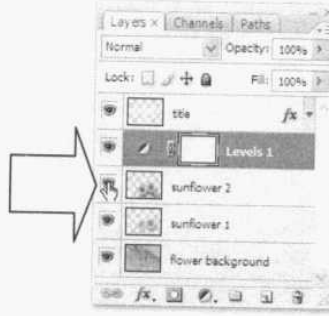 Layers × Channels Paths
Normal Opacity: 100%
Lock: Fill: 100%
title fx
Levels 1
sunflower 2
sunflower 1
flower background
fx.